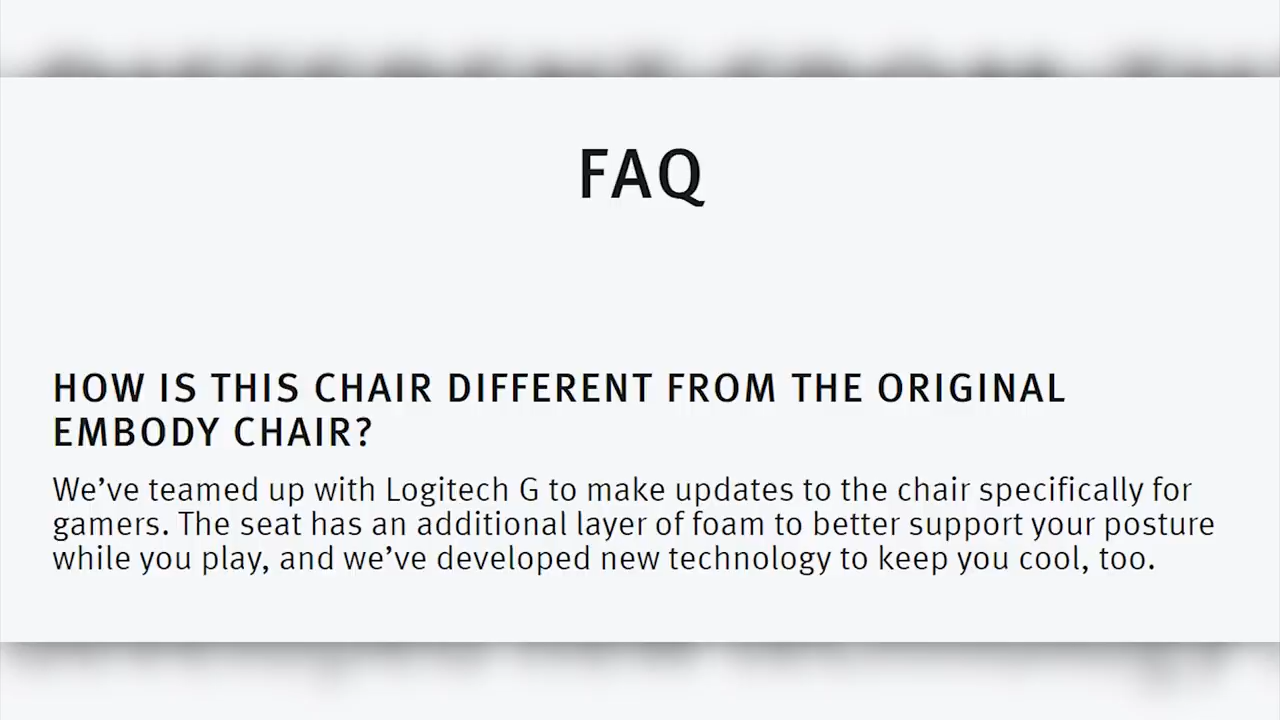 FAQ
HOW IS THIS CHAIR DIFFERENT FROM THE ORIGINAL
EMBODY CHAIR?
We’ve teamed up with Logitech G to make updates to the chair specifically for
gamers. The seat has an additional layer of foam to better support your posture
while you play, and we’ve developed new technology to keep you cool, too.